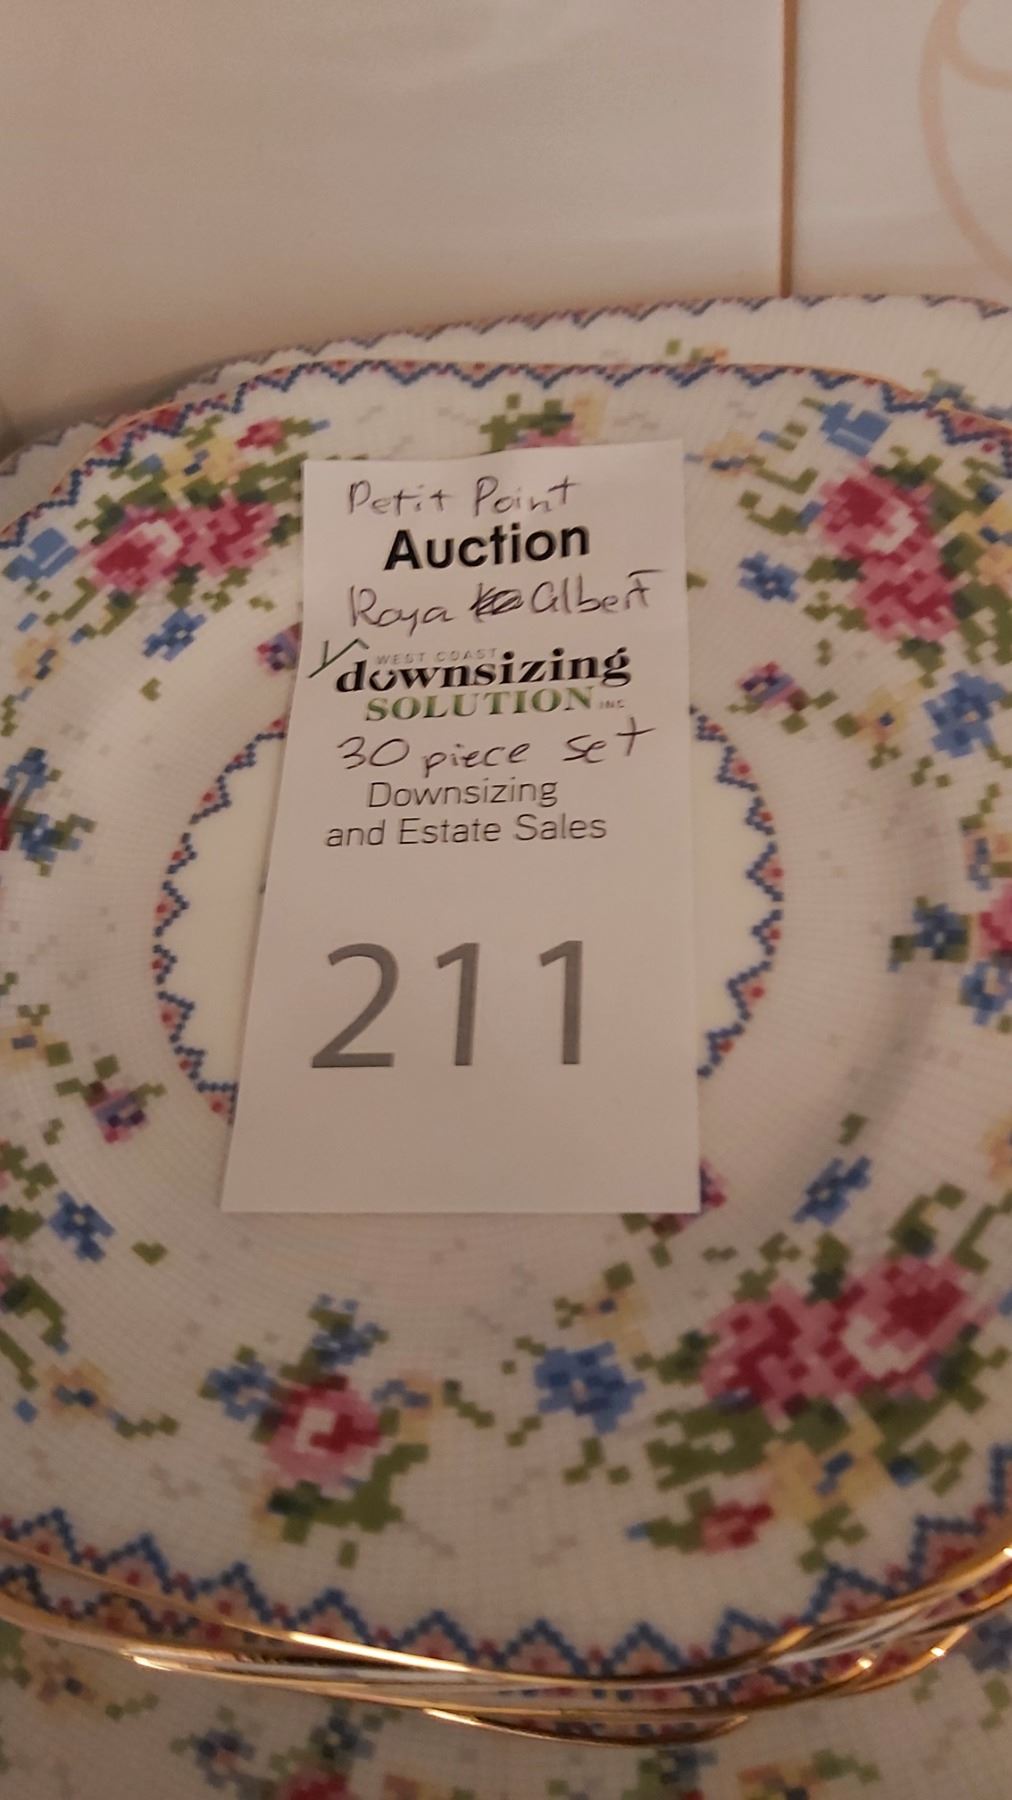 Petit Point
Auction
Roya Albert
WEST COAST
downsizing
SOLUTION INC
30 piece set
Downsizing
and Estate Sales
211